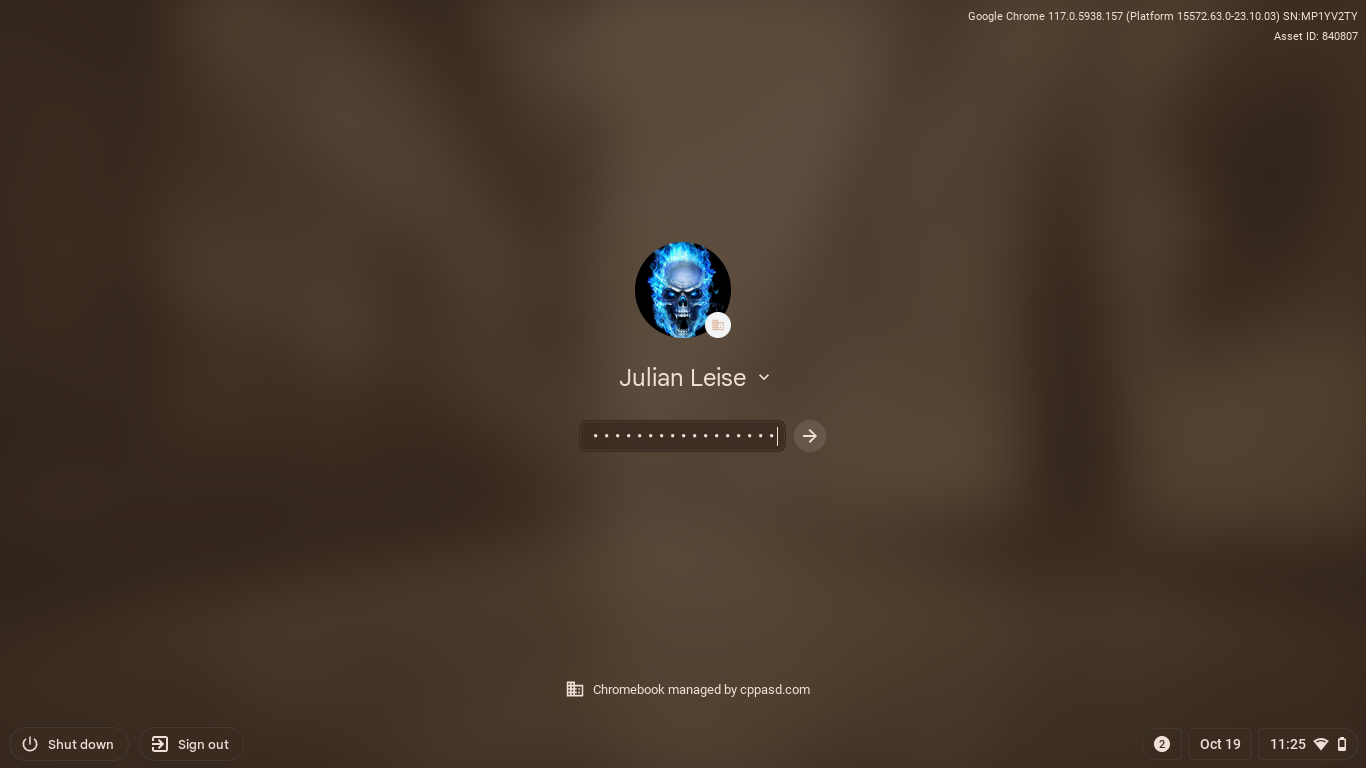 Google Chrome 117.0.5938.157 (Platform 15572.63.0-23.10.03) SN:MP1YV2TY
Asset ID: 840807
Julian Leise
Chromebook managed by cppasd.com
Shut down
Sign out
2
Oct 19
11:25